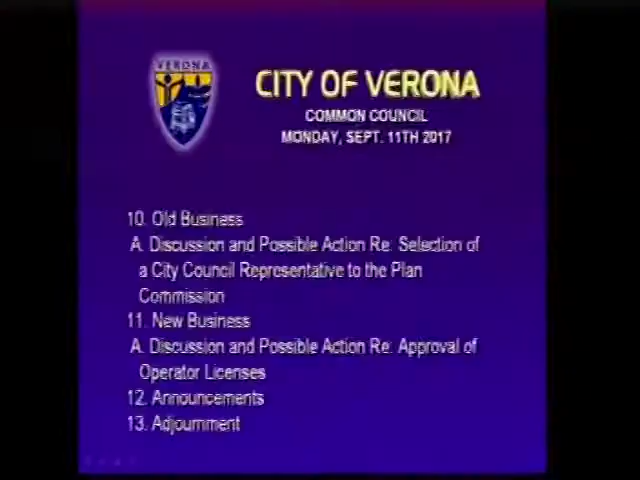 VERONA
CITY OF VERONA
COMMON COUNCIL
MONDAY, SEPT. 11TH 2017
10. Old Business
A. Discussion and Possible Action Re: Selection of
a City Council Representative to the Plan
Commission
11. New Business
A. Discussion and Possible Action Re: Approval of
Operator Licenses
12. Announcements
13. Adjournment